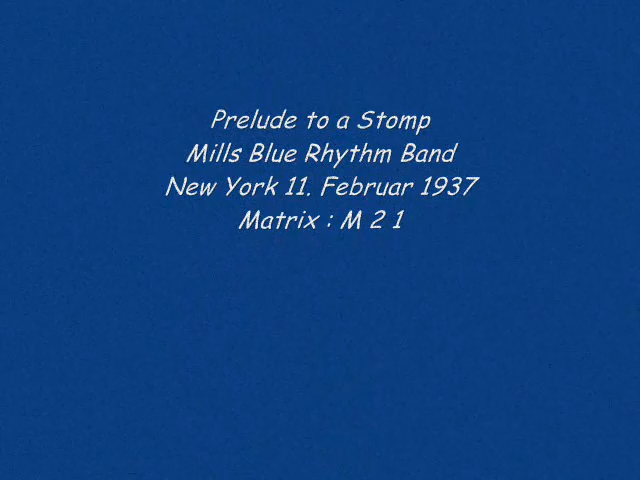 Prelude to a Stomp
Mills Blue Rhythm Band
New York 11. Februar 1937
Matrix : M 2 1